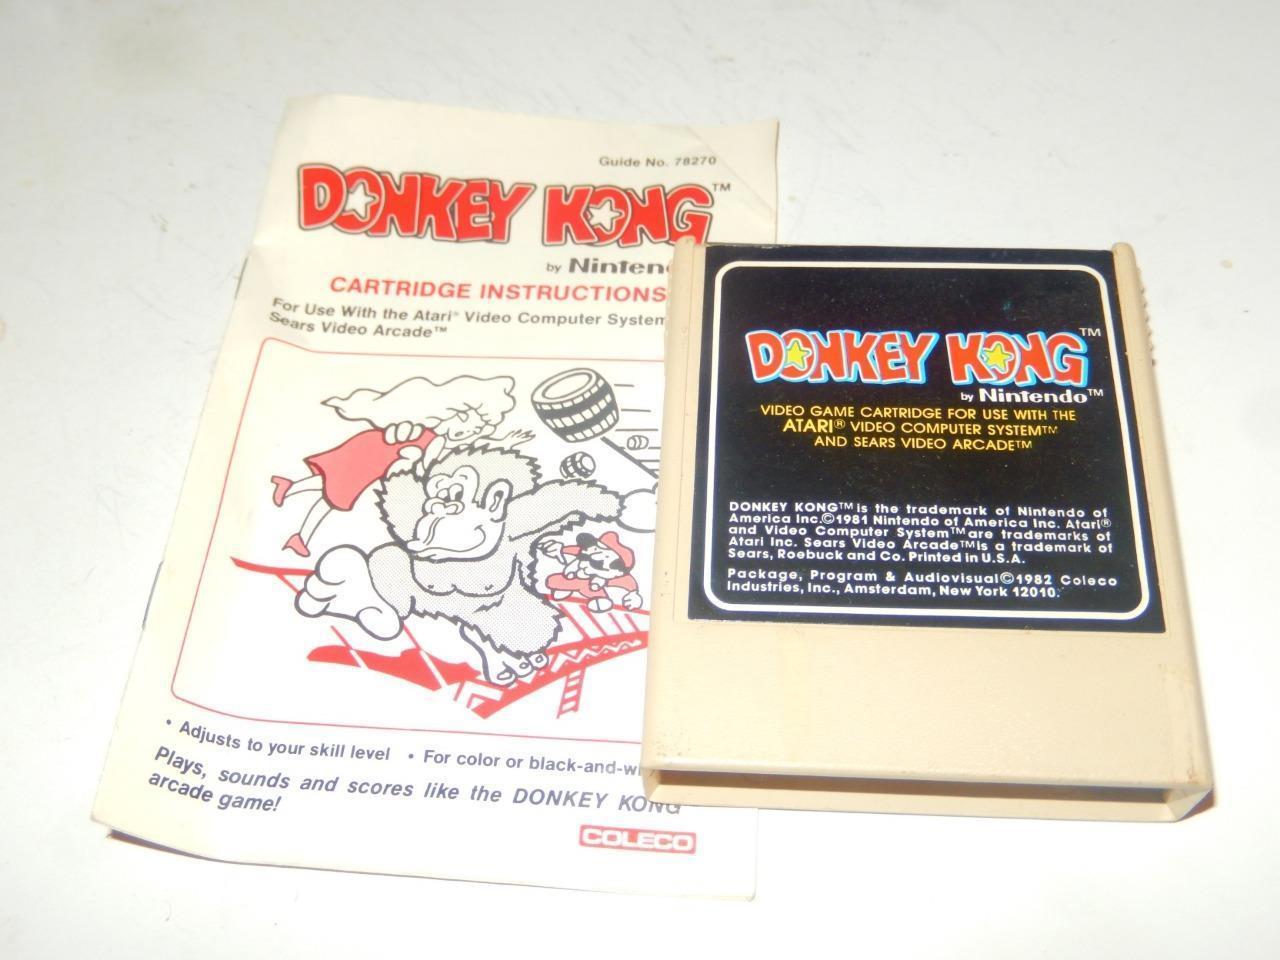 Guide No. 78270
DONKEY KONG™
by Nintend
CARTRIDGE INSTRUCTIONS
For Use With the Atari® Video Computer System
Sears Video Arcade™
• Adjusts to your skill level • For color or black-and-wh
Plays, sounds and scores like the DONKEY KONG
arcade game!
COLECO
DONKEY KONG™
by Nintendo™
VIDEO GAME CARTRIDGE FOR USE WITH THE
ATARI® VIDEO COMPUTER SYSTEM™
AND SEARS VIDEO ARCADE™
DONKEY KONG™ is the trademark of Nintendo of
America Inc.©1981 Nintendo of America Inc. Atari®
and Video Computer System™ are trademarks of
Atari Inc. Sears Video Arcade™ is a trademark of
Sears, Roebuck and Co. Printed in U.S.A.
Package, Program & Audiovisual©1982 Coleco
Industries, Inc., Amsterdam, New York 12010.